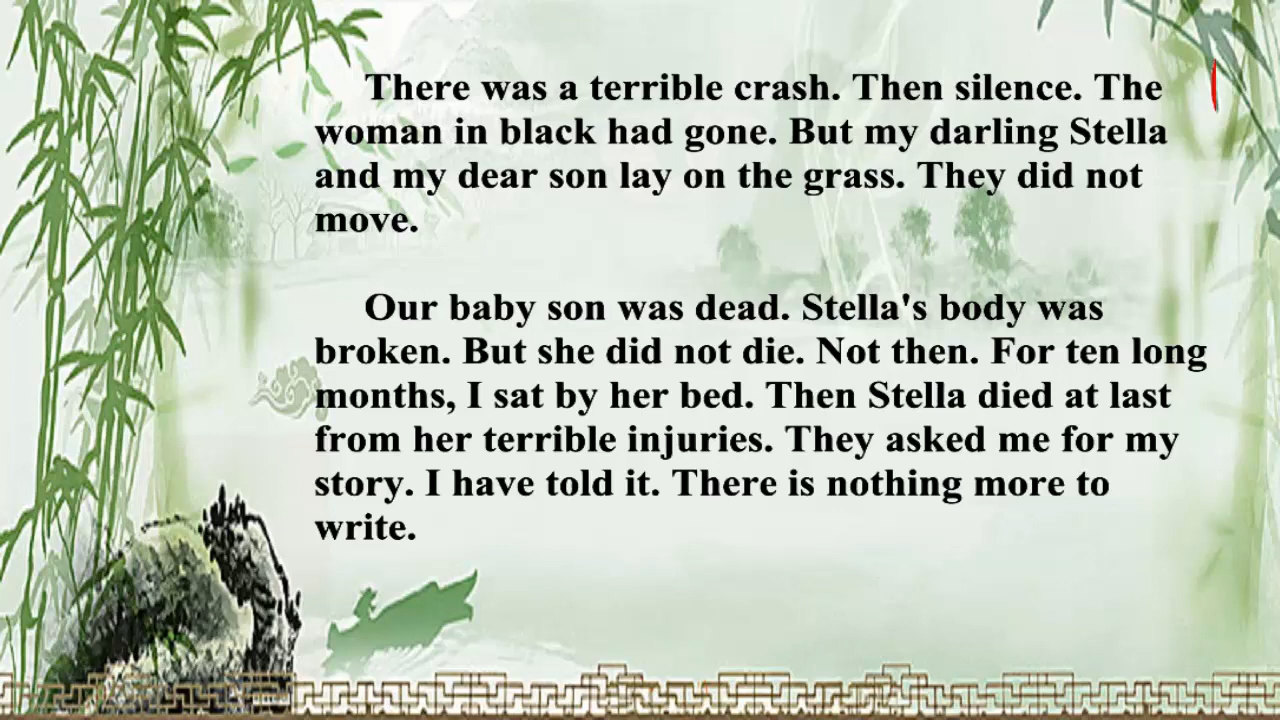 There was a terrible crash. Then silence. The
woman in black had gone. But my darling Stella
and my dear son lay on the grass. They did not
move.
Our baby son was dead. Stella's body was
broken. But she did not die. Not then. For ten long
months, I sat by her bed. Then Stella died at last
from her terrible injuries. They asked me for my
story. I have told it. There is nothing more to
write.